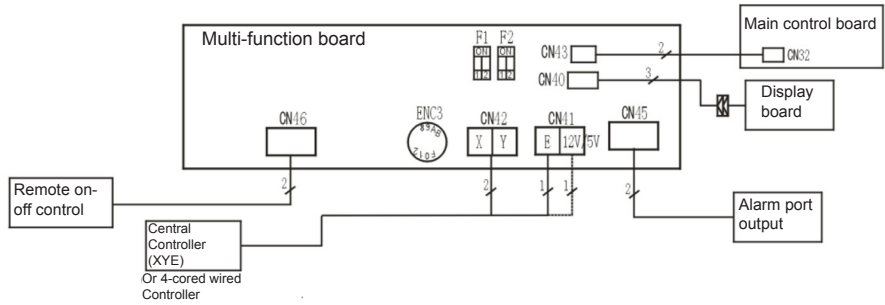 Multi-function board
F1 F2
ON ON
1 2 1 2
CN43
2
Main control board
CN32
CN40
3
Display
board
CN46
ENC3
CN42
X Y
CN41
E 12V/5V
CN45
2
2
1
1
2
Remote on-
off control
Central
Controller
(XYE)
Or 4-cored wired
Controller
Alarm port
output